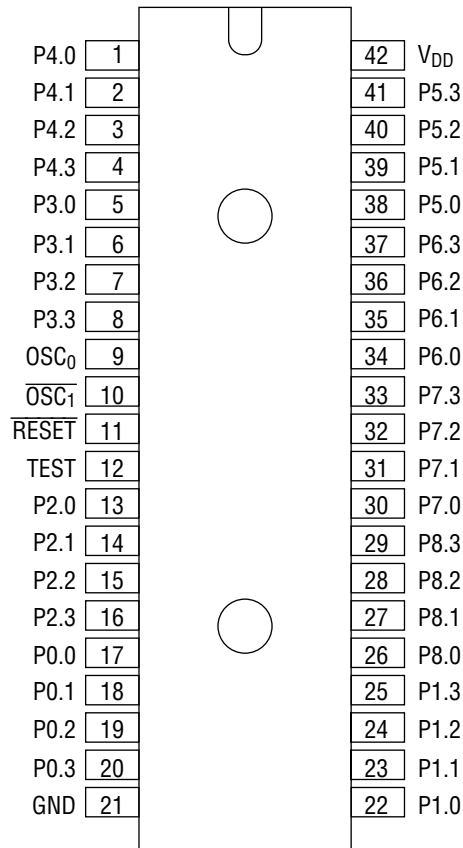 P4.0 1 42 VDD
P4.1 2 41 P5.3
P4.2 3 40 P5.2
P4.3 4 39 P5.1
P3.0 5 38 P5.0
P3.1 6 37 P6.3
P3.2 7 36 P6.2
P3.3 8 35 P6.1
OSC0 9 34 P6.0
OSC1 10 33 P7.3
RESET 11 32 P7.2
TEST 12 31 P7.1
P2.0 13 30 P7.0
P2.1 14 29 P8.3
P2.2 15 28 P8.2
P2.3 16 27 P8.1
P0.0 17 26 P8.0
P0.1 18 25 P1.3
P0.2 19 24 P1.2
P0.3 20 23 P1.1
GND 21 22 P1.0